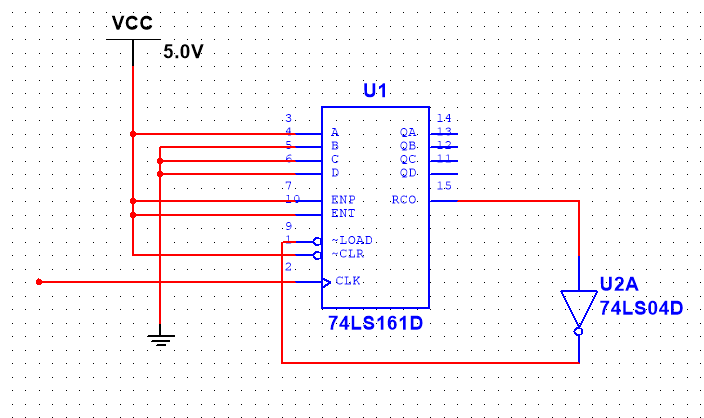 VCC
5.0V
U1
3 14
4 A QA 13
5 B QB 12
6 C QC 11
D QD
7 15
10 ENP RCO
ENT
9
1 ~LOAD
~CLR
2
CLK
74LS161D
U2A
74LS04D